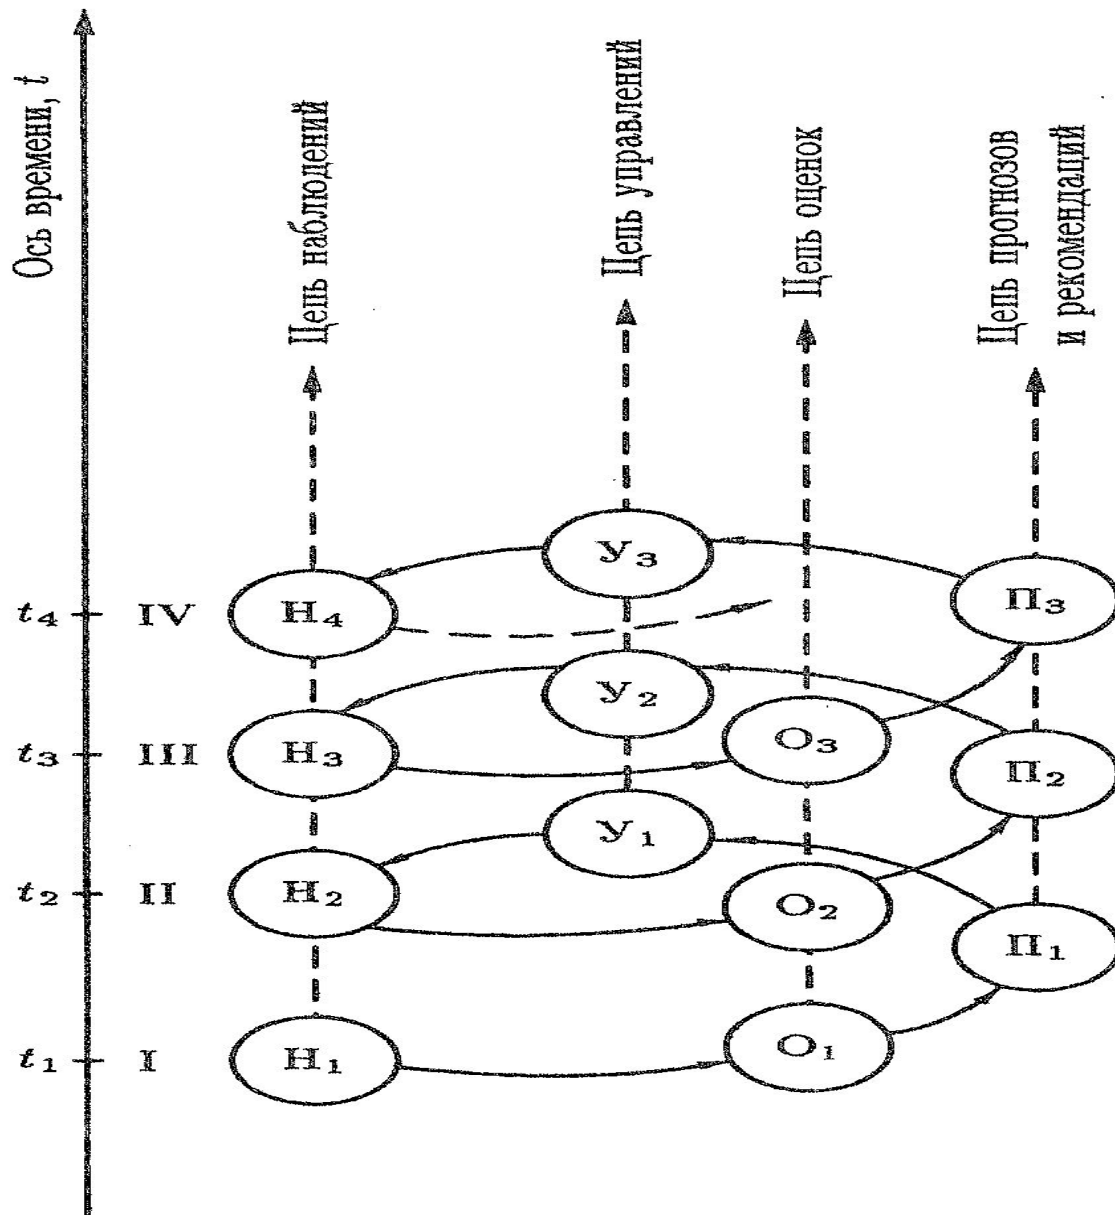 Ось времени, t
Цепь наблюдений
Цепь управлений
Цепь оценок
Цепь прогнозов
и рекомендаций
У₃
t₄ IV Н₄ П₃
У₂
t₃ III Н₃ О₃ П₂
У₁
t₂ II Н₂ О₂ П₁
t₁ I Н₁ О₁